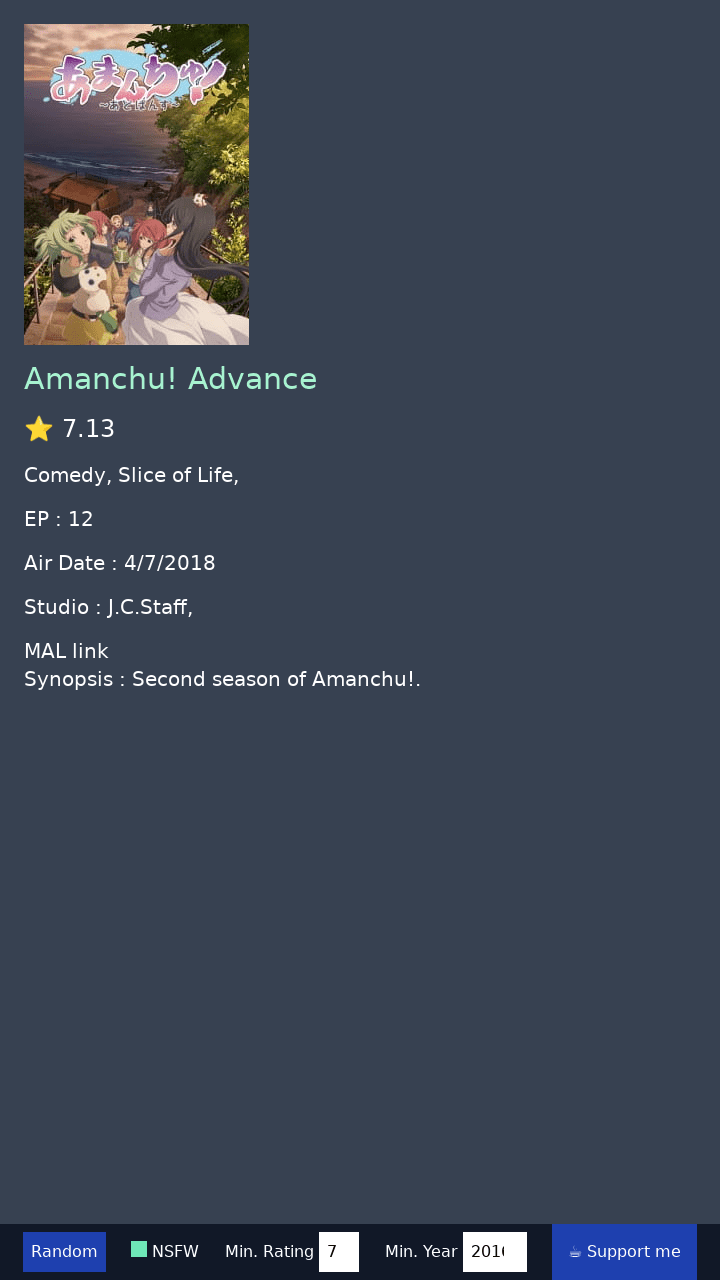 あまんちゅ!
～あどばんす～
Amanchu! Advance
⭐ 7.13
Comedy, Slice of Life,
EP : 12
Air Date : 4/7/2018
Studio : J.C.Staff,
MAL link
Synopsis : Second season of Amanchu!.
Random NSFW Min. Rating 7 Min. Year 2016 ☕ Support me